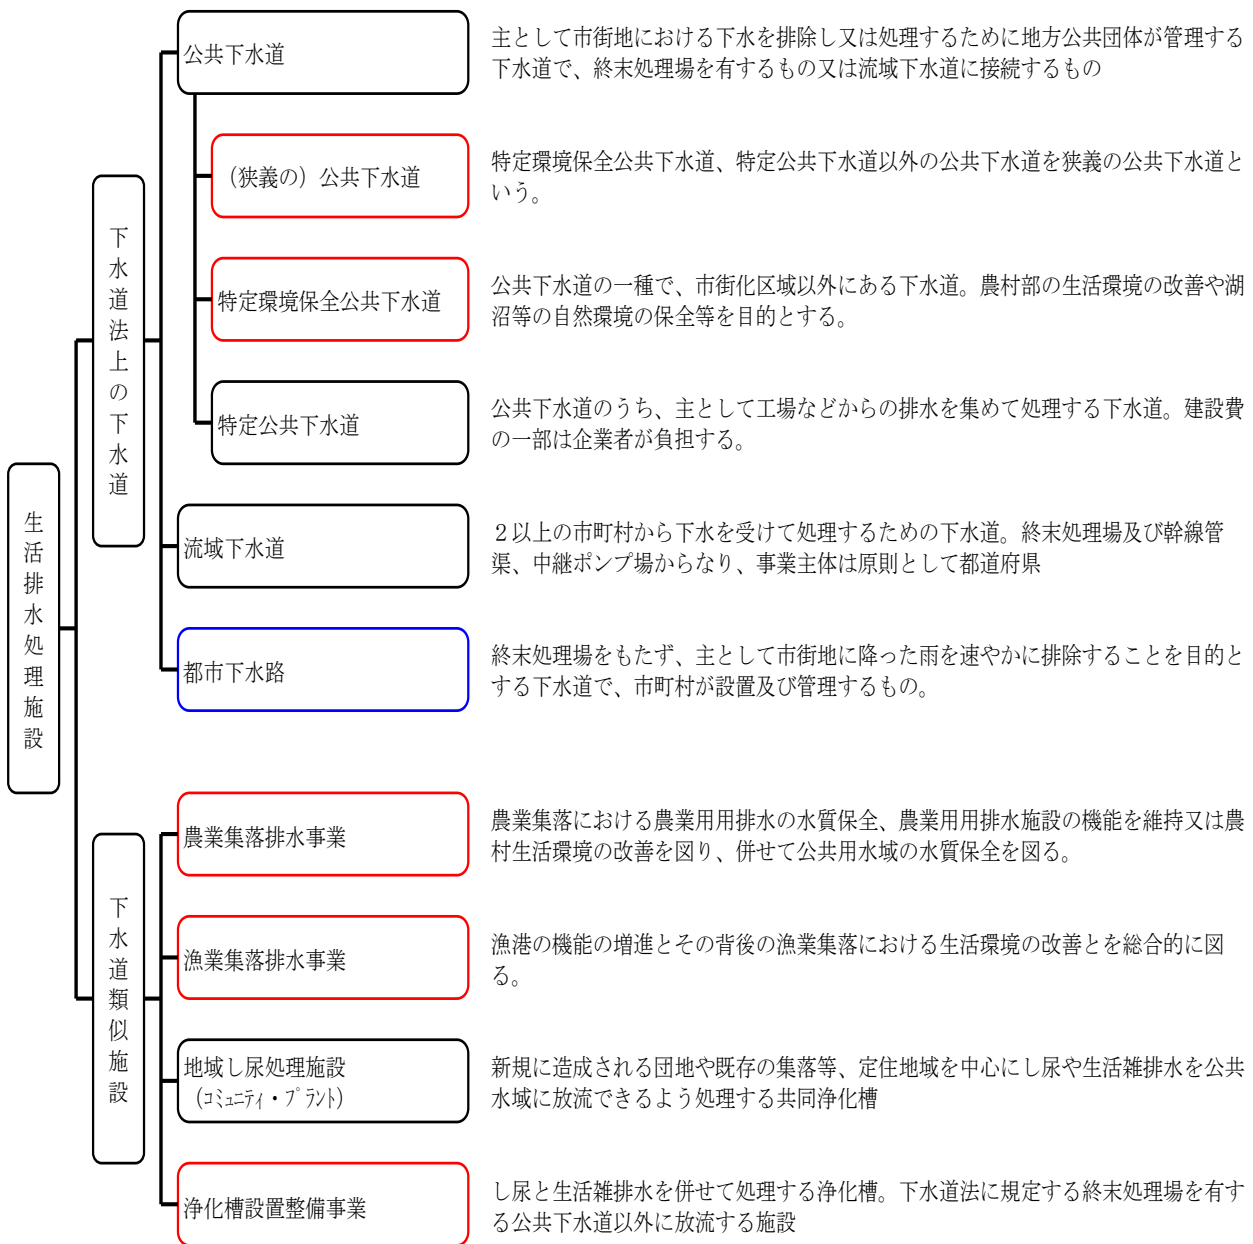 生活排水処理施設
下水道法上の下水道
公共下水道
主として市街地における下水を排除し又は処理するために地方公共団体が管理する
下水道で、終末処理場を有するもの又は流域下水道に接続するもの
（狭義の）公共下水道
特定環境保全公共下水道、特定公共下水道以外の公共下水道を狭義の公共下水道と
いう。
特定環境保全公共下水道
公共下水道の一種で、市街化区域以外にある下水道。農村部の生活環境の改善や湖
沼等の自然環境の保全等を目的とする。
特定公共下水道
公共下水道のうち、主として工場などからの排水を集めて処理する下水道。建設費
の一部は企業者が負担する。
流域下水道
２以上の市町村から下水を受けて処理するための下水道。終末処理場及び幹線管
渠、中継ポンプ場からなり、事業主体は原則として都道府県
都市下水路
終末処理場をもたず、主として市街地に降った雨を速やかに排除することを目的と
する下水道で、市町村が設置及び管理するもの。
下水道類似施設
農業集落排水事業
農業集落における農業用用排水の水質保全、農業用用排水施設の機能を維持又は農
村生活環境の改善を図り、併せて公共用水域の水質保全を図る。
漁業集落排水事業
漁港の機能の増進とその背後の漁業集落における生活環境の改善とを総合的に図
る。
地域し尿処理施設
（ｺﾐｭﾆﾃｨ・ﾌﾟﾗﾝﾄ）
新規に造成される団地や既存の集落等、定住地域を中心にし尿や生活雑排水を公共
水域に放流できるよう処理する共同浄化槽
浄化槽設置整備事業
し尿と生活雑排水を併せて処理する浄化槽。下水道法に規定する終末処理場を有す
る公共下水道以外に放流する施設